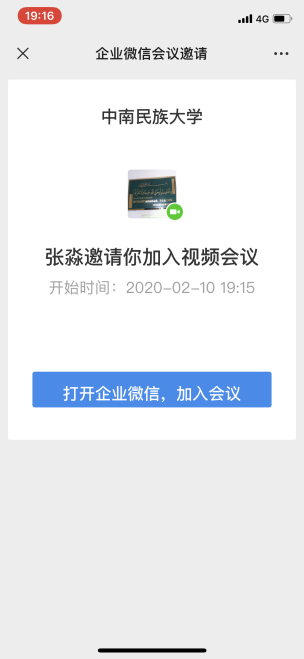 19:16
4G
企业微信会议邀请
中南民族大学
张淼邀请你加入视频会议
开始时间：2020-02-10 19:15
打开企业微信，加入会议